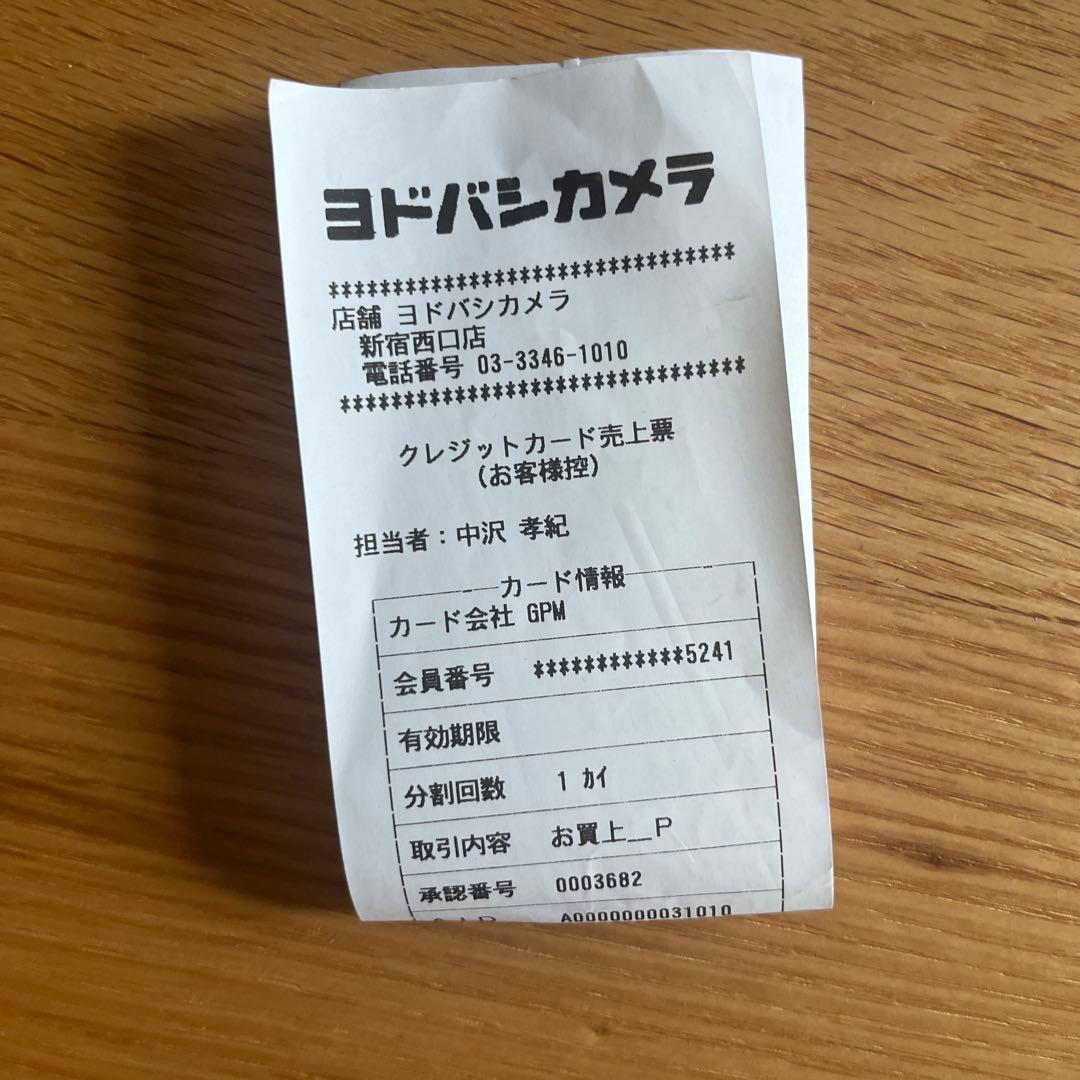 ヨドバシカメラ
********************************
店舗 ヨドバシカメラ
新宿西口店
電話番号 03-3346-1010
********************************
クレジットカード売上票
(お客様控)
担当者：中沢 孝紀
カード情報
カード会社 GPM
会員番号 ************5241
有効期限
分割回数 1 カイ
取引内容 お買上__P
承認番号 0003682
A0000000031010